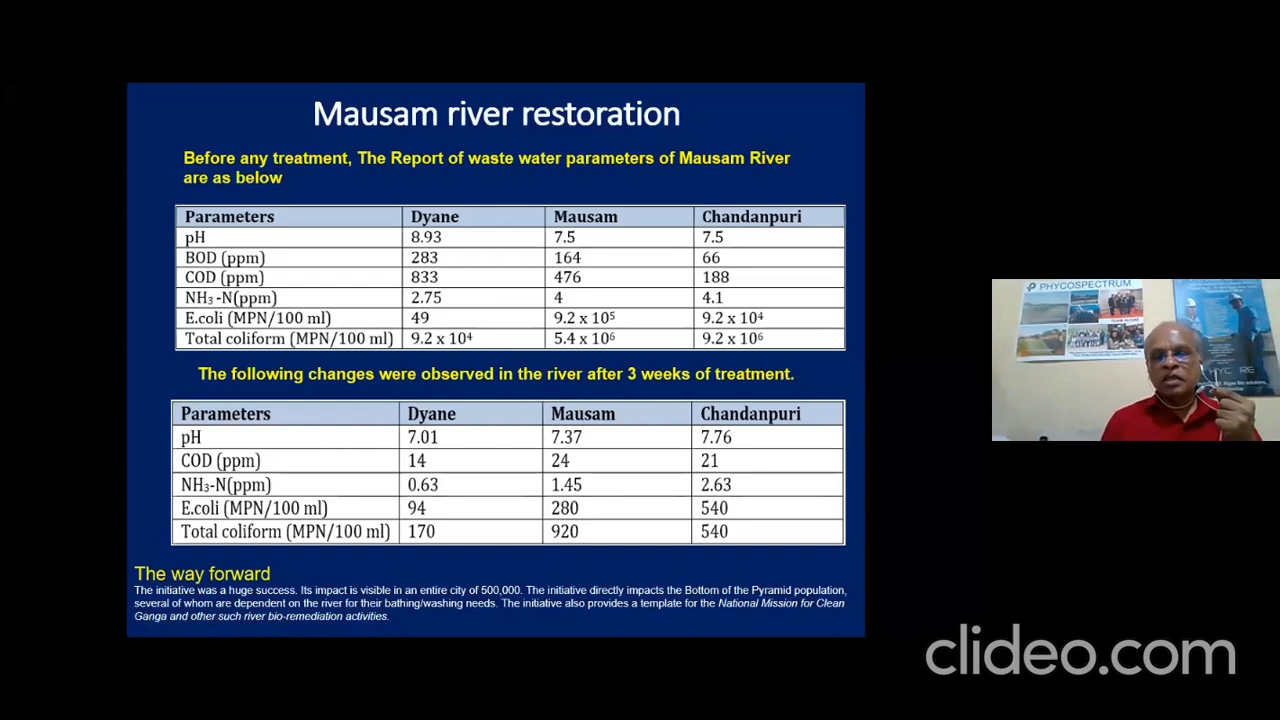 Mausam river restoration
Before any treatment, The Report of waste water parameters of Mausam River
are as below
Parameters Dyane Mausam Chandanpuri
pH 8.93 7.5 7.5
BOD (ppm) 283 164 66
COD (ppm) 833 476 188
NH₃-N(ppm) 2.75 4 4.1
E.coli (MPN/100 ml) 49 9.2 x 10⁵ 9.2 x 10⁴
Total coliform (MPN/100 ml) 9.2 x 10⁴ 5.4 x 10⁶ 9.2 x 10⁶
The following changes were observed in the river after 3 weeks of treatment.
Parameters Dyane Mausam Chandanpuri
pH 7.01 7.37 7.76
COD (ppm) 14 24 21
NH₃-N(ppm) 0.63 1.45 2.63
E.coli (MPN/100 ml) 94 280 540
Total coliform (MPN/100 ml) 170 920 540
The way forward
The initiative was a huge success. Its impact is visible in an entire city of 500,000. The initiative directly impacts the Bottom of the Pyramid population,
several of whom are dependent on the river for their bathing/washing needs. The initiative also provides a template for the National Mission for Clean
Ganga and other such river bio-remediation activities.
PHYCOSPECTRUM
clideo.com